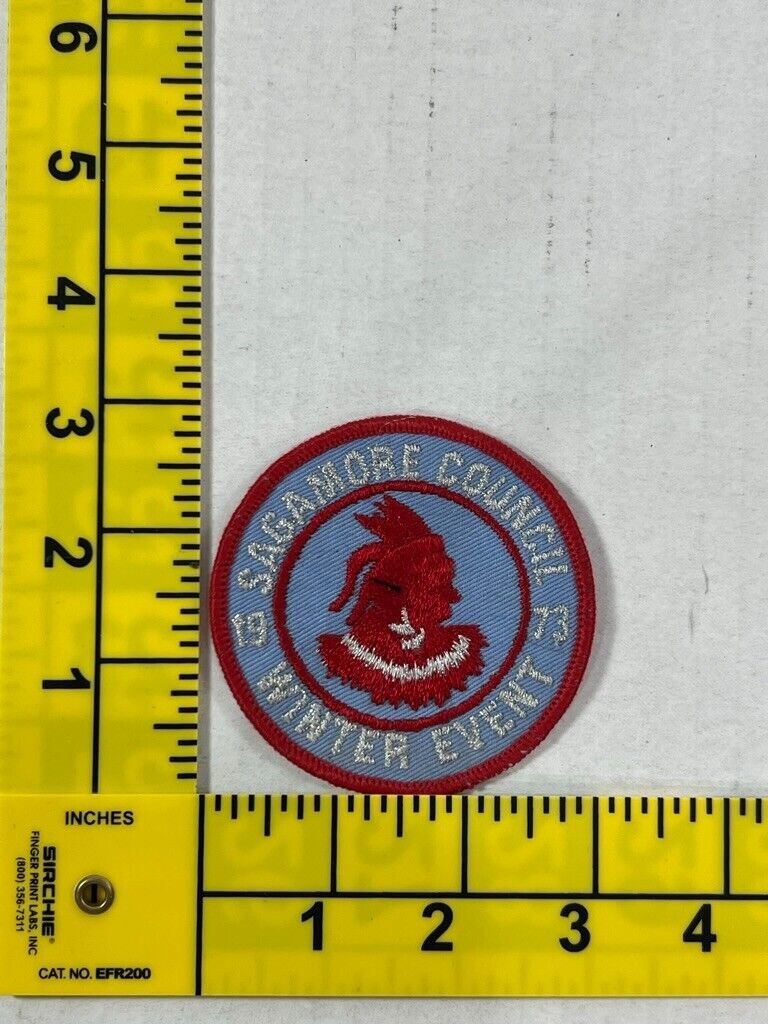 6
5
4
3
2
1
SAGAMORE COUNCIL
19 73
WINTER EVENT
INCHES
SIRCHIE®
FINGER PRINT LABS, INC
(800) 356-7311
CAT. NO. EFR200
1 2 3 4